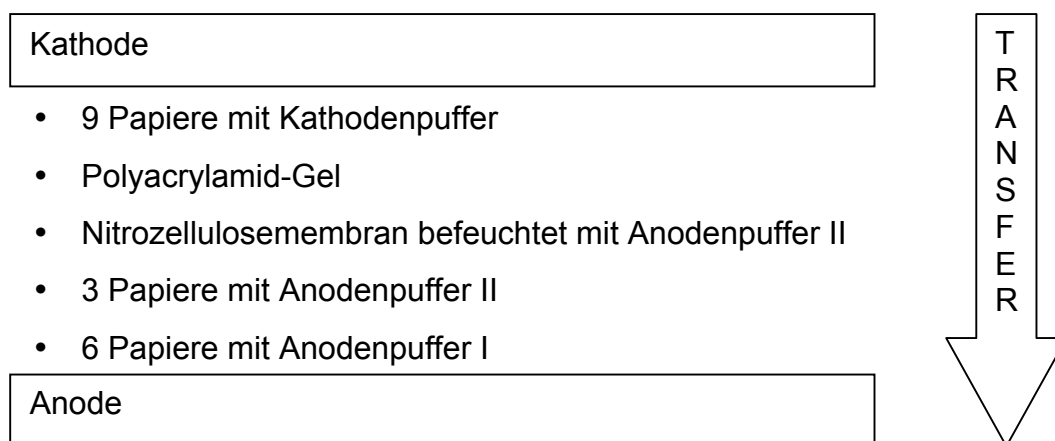 Kathode
• 9 Papiere mit Kathodenpuffer
• Polyacrylamid-Gel
• Nitrozellulosemembran befeuchtet mit Anodenpuffer II
• 3 Papiere mit Anodenpuffer II
• 6 Papiere mit Anodenpuffer I
Anode
T
R
A
N
S
F
E
R